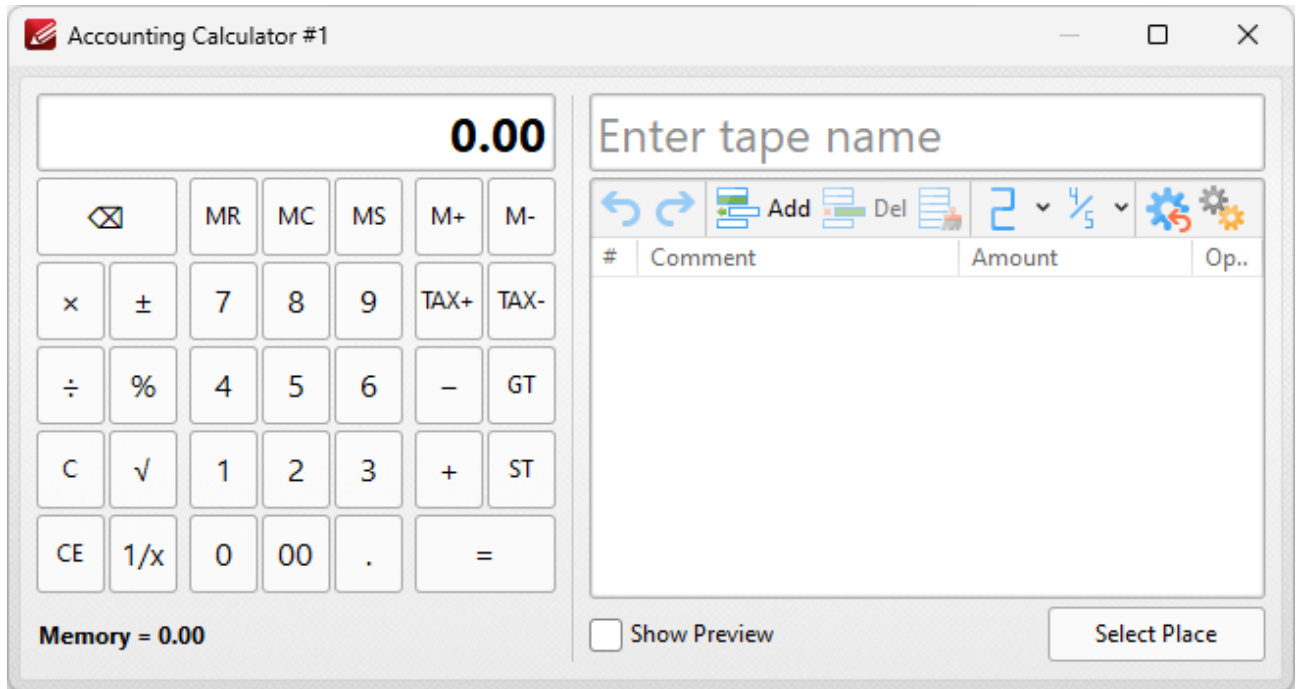 Accounting Calculator #1
0.00
Enter tape name
MR MC MS M+ M-
Add Del
# Comment Amount Op..
× ± 7 8 9 TAX+ TAX-
÷ % 4 5 6 − GT
C √ 1 2 3 + ST
CE 1/x 0 00 . =
Memory = 0.00
Show Preview
Select Place